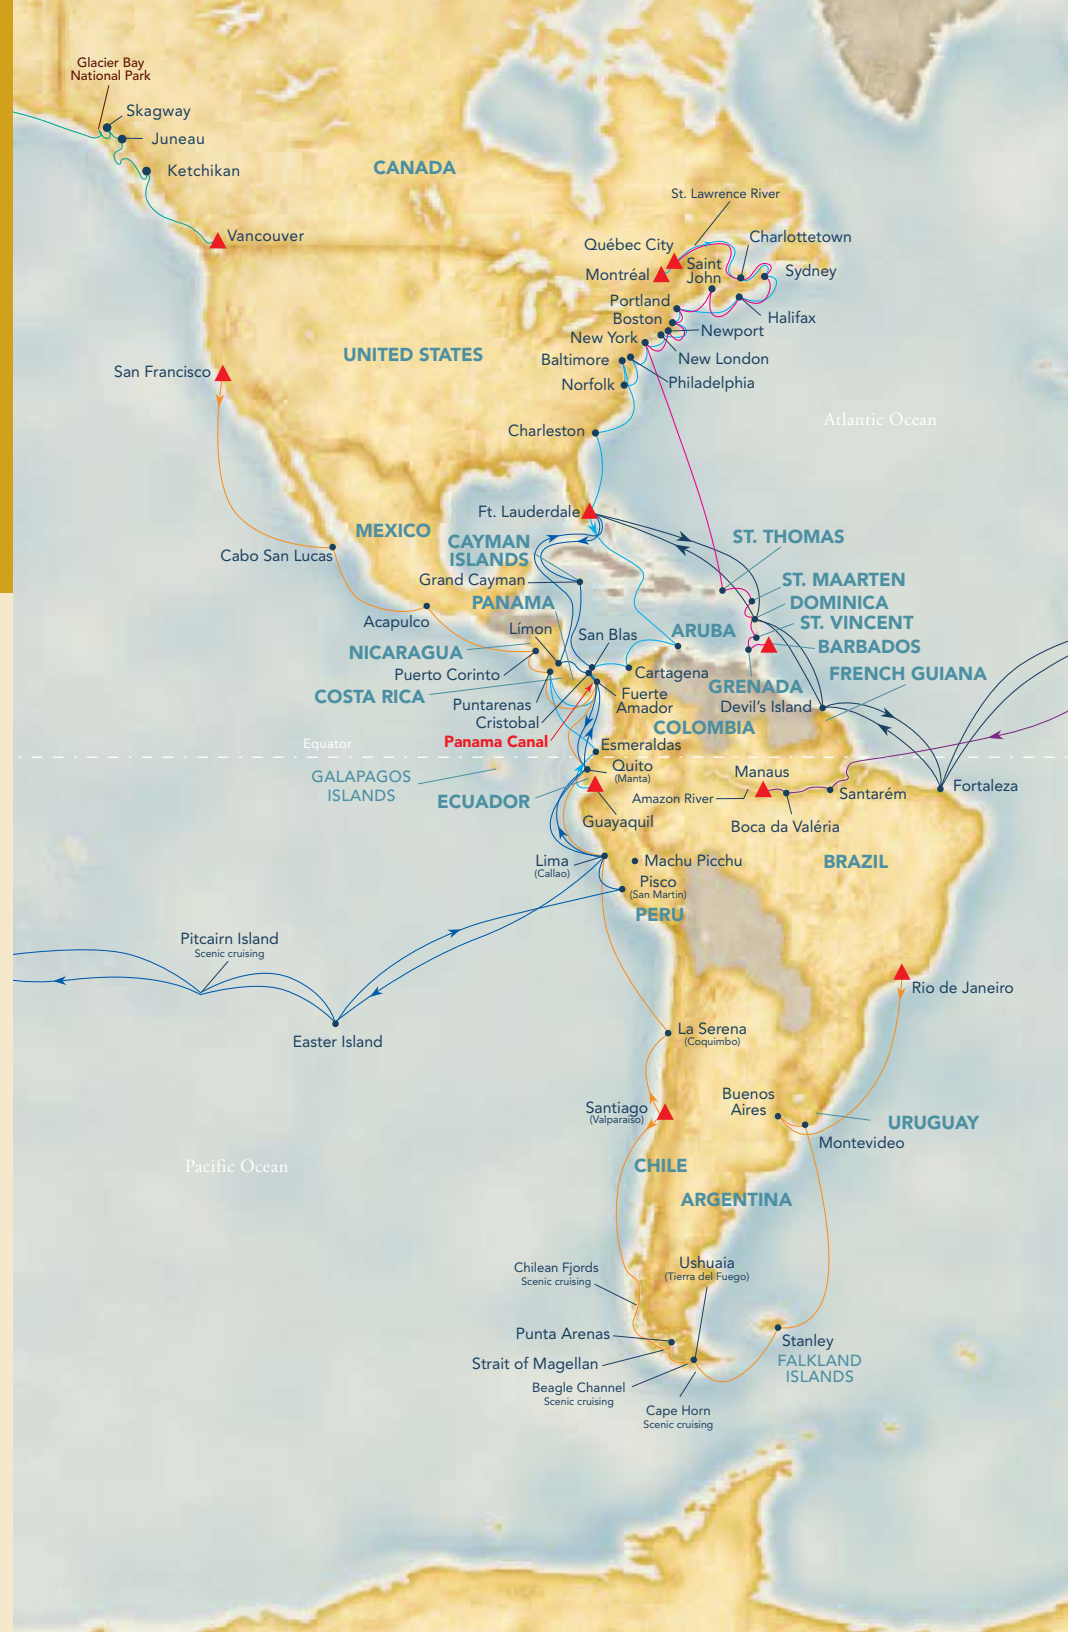 Glacier Bay
National Park
Skagway
Juneau
Ketchikan
CANADA
St. Lawrence River
Vancouver
Québec City
Charlottetown
Montréal
Saint
John
Sydney
Portland
Boston
Halifax
New York
Newport
UNITED STATES
Baltimore
New London
San Francisco
Norfolk
Philadelphia
Atlantic Ocean
Charleston
Ft. Lauderdale
MEXICO
CAYMAN
ISLANDS
ST. THOMAS
Cabo San Lucas
Grand Cayman
ST. MAARTEN
PANAMA
DOMINICA
Acapulco
Límon
San Blas
ARUBA
ST. VINCENT
NICARAGUA
BARBADOS
Puerto Corinto
Cartagena
FRENCH GUIANA
COSTA RICA
Fuerte
Amador
GRENADA
Puntarenas
Devil's Island
Cristobal
COLOMBIA
Panama Canal
Equator
Esmeraldas
GALAPAGOS
ISLANDS
Quito
(Manta)
Manaus
Fortaleza
ECUADOR
Amazon River
Santarém
Guayaquil
Boca da Valéria
Lima
(Callao)
Machu Picchu
BRAZIL
Pisco
(San Martin)
PERU
Pitcairn Island
Scenic cruising
Rio de Janeiro
Easter Island
La Serena
(Coquimbo)
Santiago
(Valparaiso)
Buenos
Aires
URUGUAY
Montevideo
Pacific Ocean
CHILE
ARGENTINA
Chilean Fjords
Scenic cruising
Ushuaia
(Tierra del Fuego)
Punta Arenas
Stanley
Strait of Magellan
FALKLAND
ISLANDS
Beagle Channel
Scenic cruising
Cape Horn
Scenic cruising